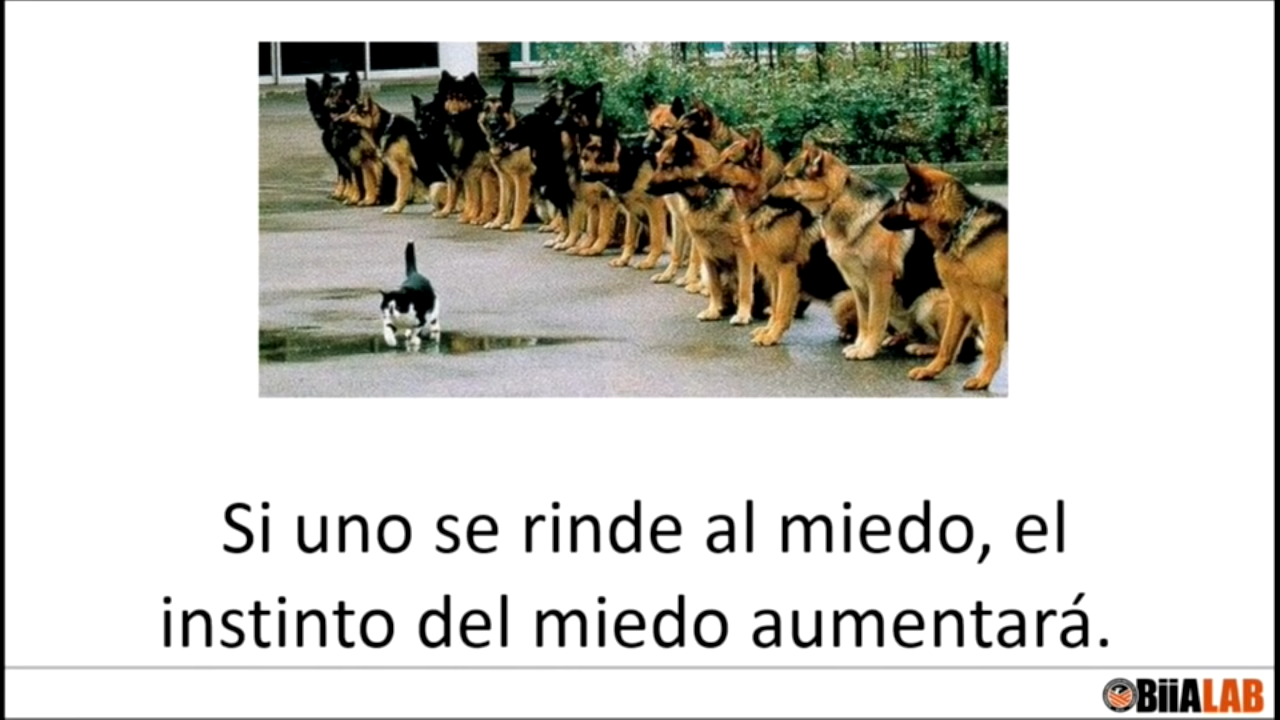 Si uno se rinde al miedo, el
instinto del miedo aumentará.
BiiALAB